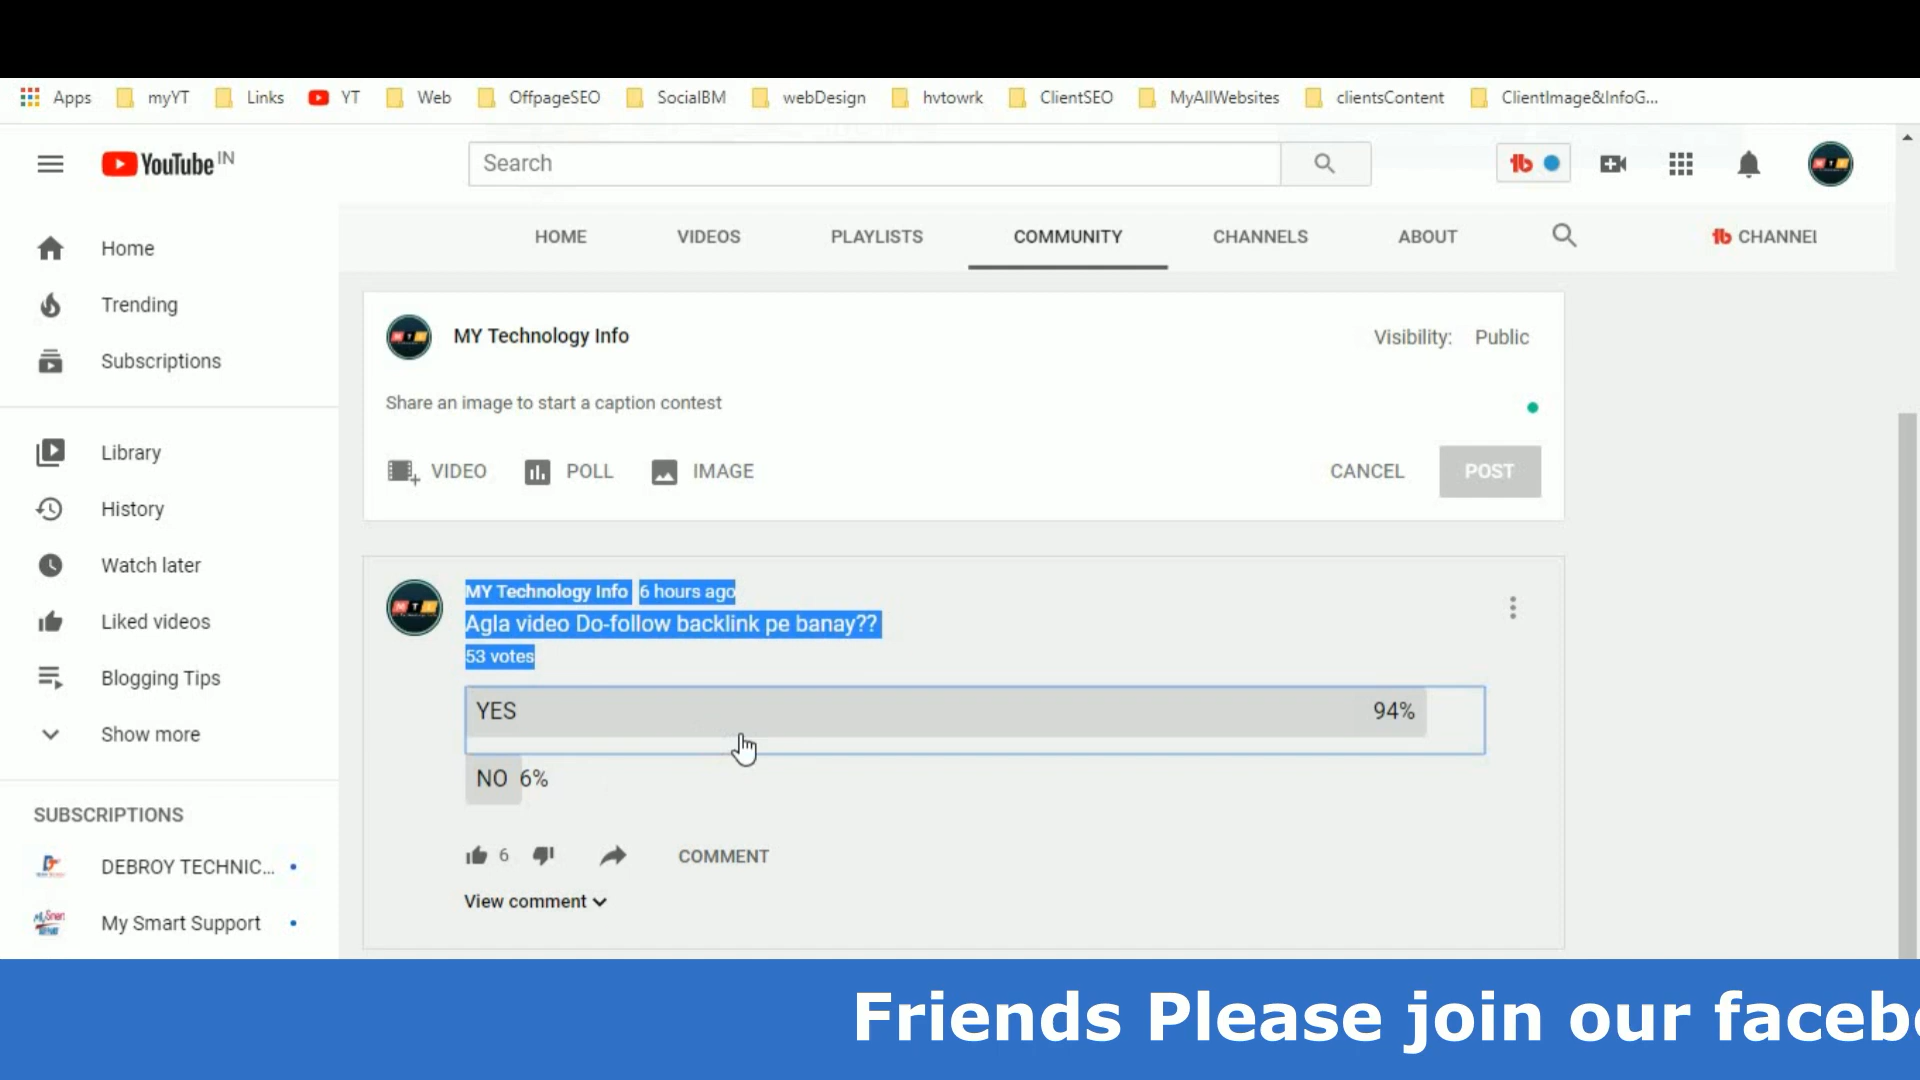 Apps myYT Links YT Web OffpageSEO SocialBM webDesign hvtowrk ClientSEO MyAllWebsites clientsContent ClientImage&InfoG...
YouTube IN
Search
HOME VIDEOS PLAYLISTS COMMUNITY CHANNELS ABOUT CHANNEL
Home
Trending
Subscriptions
Library
History
Watch later
Liked videos
Blogging Tips
Show more
SUBSCRIPTIONS
DEBROY TECHNIC...
My Smart Support
MY Technology Info
Visibility: Public
Share an image to start a caption contest
VIDEO POLL IMAGE CANCEL POST
MY Technology Info 6 hours ago
Agla video Do-follow backlink pe banay??
53 votes
YES 94%
NO 6%
6 COMMENT
View comment
Friends Please join our faceb